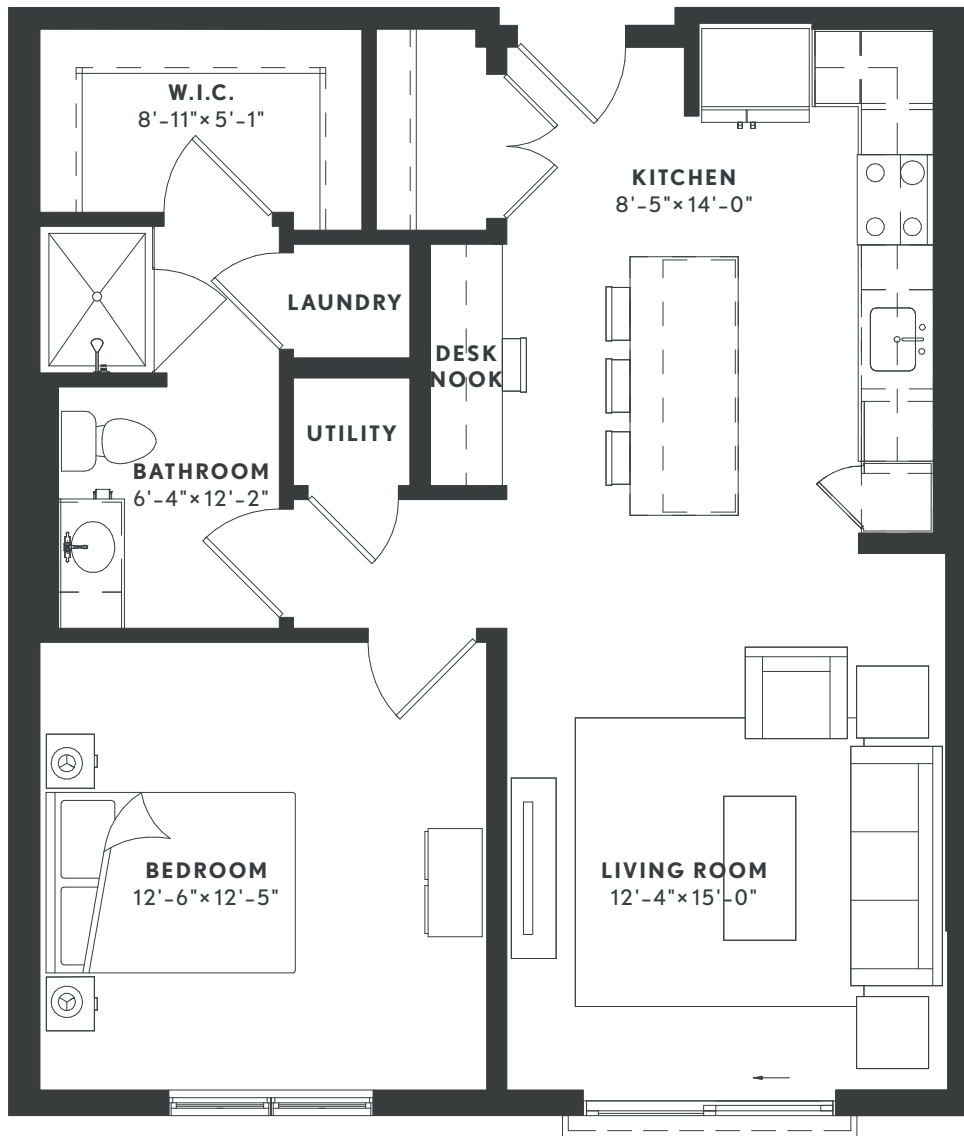 W.I.C.
8'-11"×5'-1"
KITCHEN
8'-5"×14'-0"
LAUNDRY
DESK
NOOK
UTILITY
BATHROOM
6'-4"×12'-2"
BEDROOM
12'-6"×12'-5"
LIVING ROOM
12'-4"×15'-0"